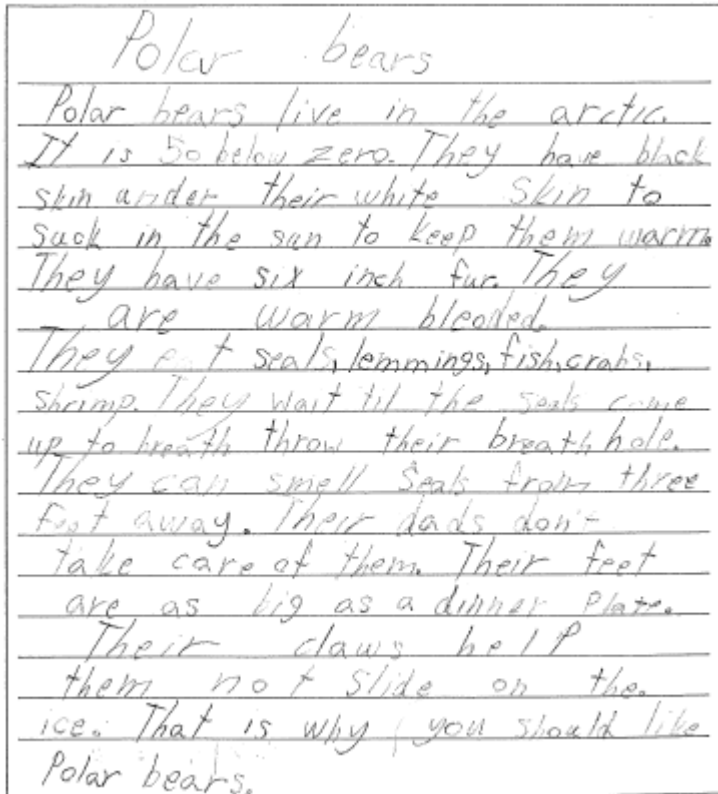 Polar bears
Polar bears live in the arctic.
It is 50 below zero. They have black
skin under their white skin to
suck in the sun to keep them warm.
They have six inch fur. They
are warm bleoded.
They eat seals, lemmings, fish, crabs,
shrimp. They wait til the seals come
up to breath throw their breath hole.
They can smell seals from three
foot away. Their dads don't
take care of them. Their feet
are as big as a dinner plate.
Their claws help
them not slide on the.
ice. That is why you should like
Polar bears.